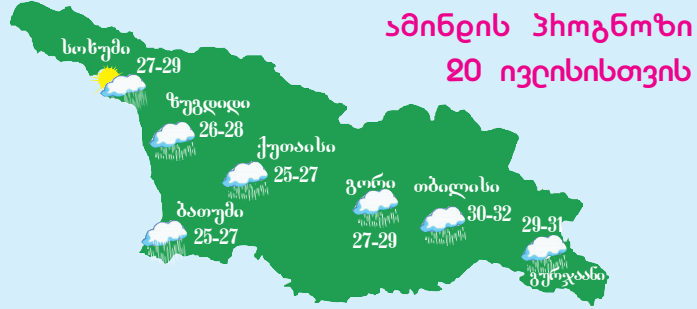 ამინდის პროგნოზი
20 ივლისისთვის
სოხუმი
27-29
ზუგდიდი
26-28
ქუთაისი
25-27
ბათუმი
25-27
გორი
27-29
თბილისი
30-32
29-31
გურჯაანი